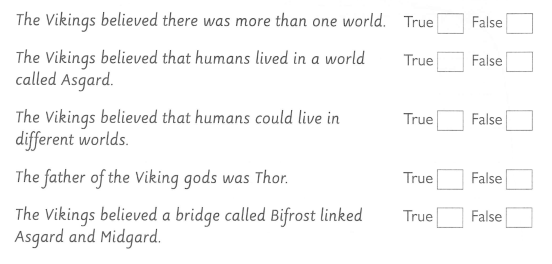 The Vikings believed there was more than one world. True False
The Vikings believed that humans lived in a world True False
called Asgard.
The Vikings believed that humans could live in True False
different worlds.
The father of the Viking gods was Thor. True False
The Vikings believed a bridge called Bifrost linked True False
Asgard and Midgard.